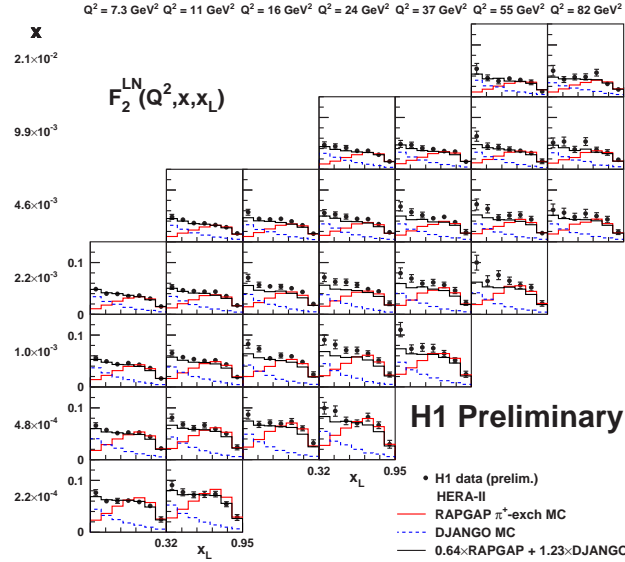 Q² = 7.3 GeV² Q² = 11 GeV² Q² = 16 GeV² Q² = 24 GeV² Q² = 37 GeV² Q² = 55 GeV² Q² = 82 GeV²
x
2.1×10⁻²
F₂ᴸᴺ(Q²,x,x_L)
9.9×10⁻³
4.6×10⁻³
0.1
2.2×10⁻³
0
0.1
1.0×10⁻³
0
0.1
H1 Preliminary
4.8×10⁻⁴
0
0.32 x_L 0.95
0.1
H1 data (prelim.)
HERA-II
2.2×10⁻⁴
RAPGAP π⁺-exch MC
DJANGO MC
0
0.32 x_L 0.95
0.64×RAPGAP + 1.23×DJANGO